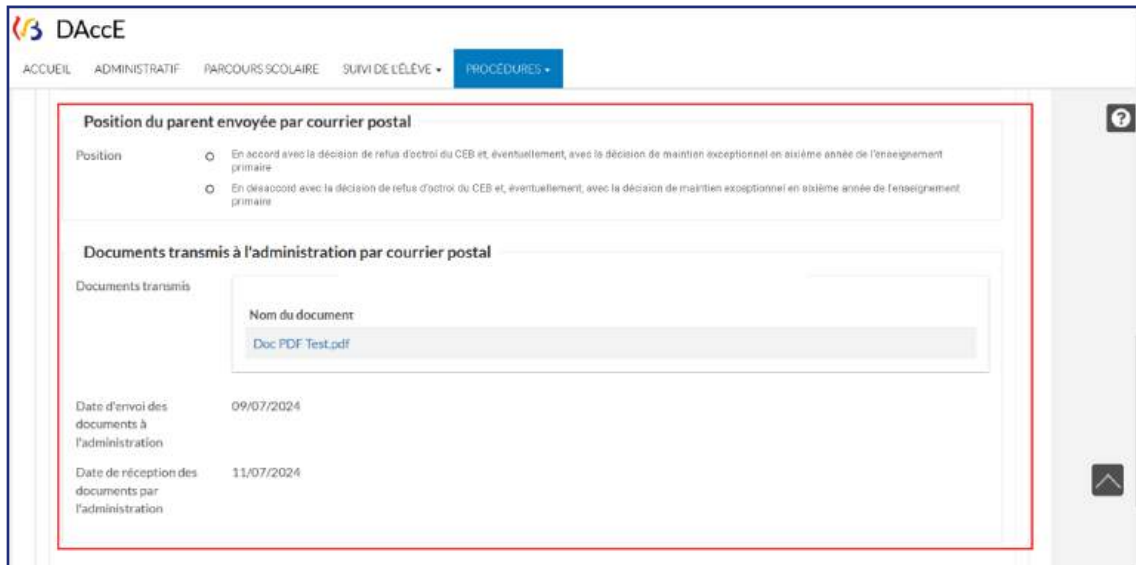 DAccE
ACCUEIL ADMINISTRATIF PARCOURS SCOLAIRE SUIVI DE L'ÉLÈVE PROCÉDURES
Position du parent envoyée par courrier postal
Position
En accord avec la décision de refus d'octroi du CEB et, éventuellement, avec la décision de maintien exceptionnel en sixième année de l'enseignement
primaire
En désaccord avec la décision de refus d'octroi du CEB et, éventuellement, avec la décision de maintien exceptionnel en sixième année de l'enseignement
primaire
Documents transmis à l'administration par courrier postal
Documents transmis
Nom du document
Doc PDF Test.pdf
Date d'envoi des 09/07/2024
documents à
l'administration
Date de réception des 11/07/2024
documents par
l'administration